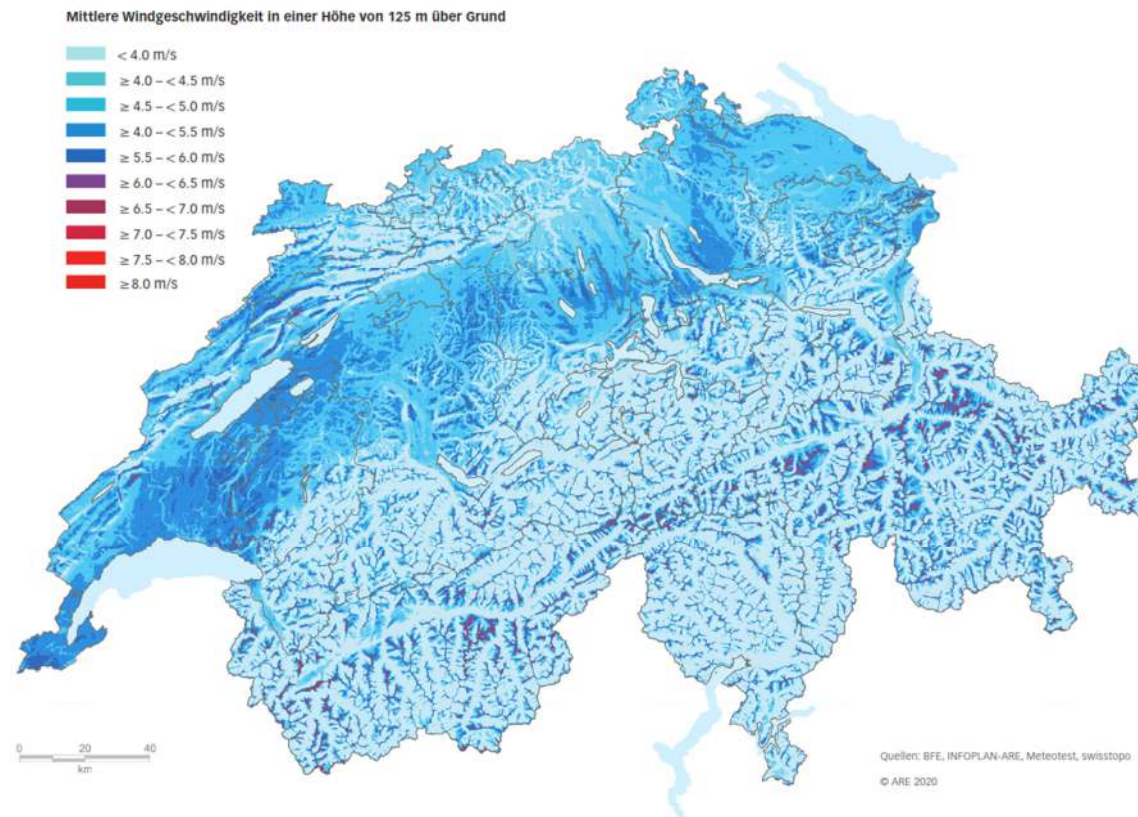 Mittlere Windgeschwindigkeit in einer Höhe von 125 m über Grund
< 4.0 m/s
≥ 4.0 – < 4.5 m/s
≥ 4.5 – < 5.0 m/s
≥ 4.0 – < 5.5 m/s
≥ 5.5 – < 6.0 m/s
≥ 6.0 – < 6.5 m/s
≥ 6.5 – < 7.0 m/s
≥ 7.0 – < 7.5 m/s
≥ 7.5 – < 8.0 m/s
≥ 8.0 m/s
0 20 40
km
Quellen: BFE, INFOPLAN-ARE, Meteotest, swisstopo
© ARE 2020